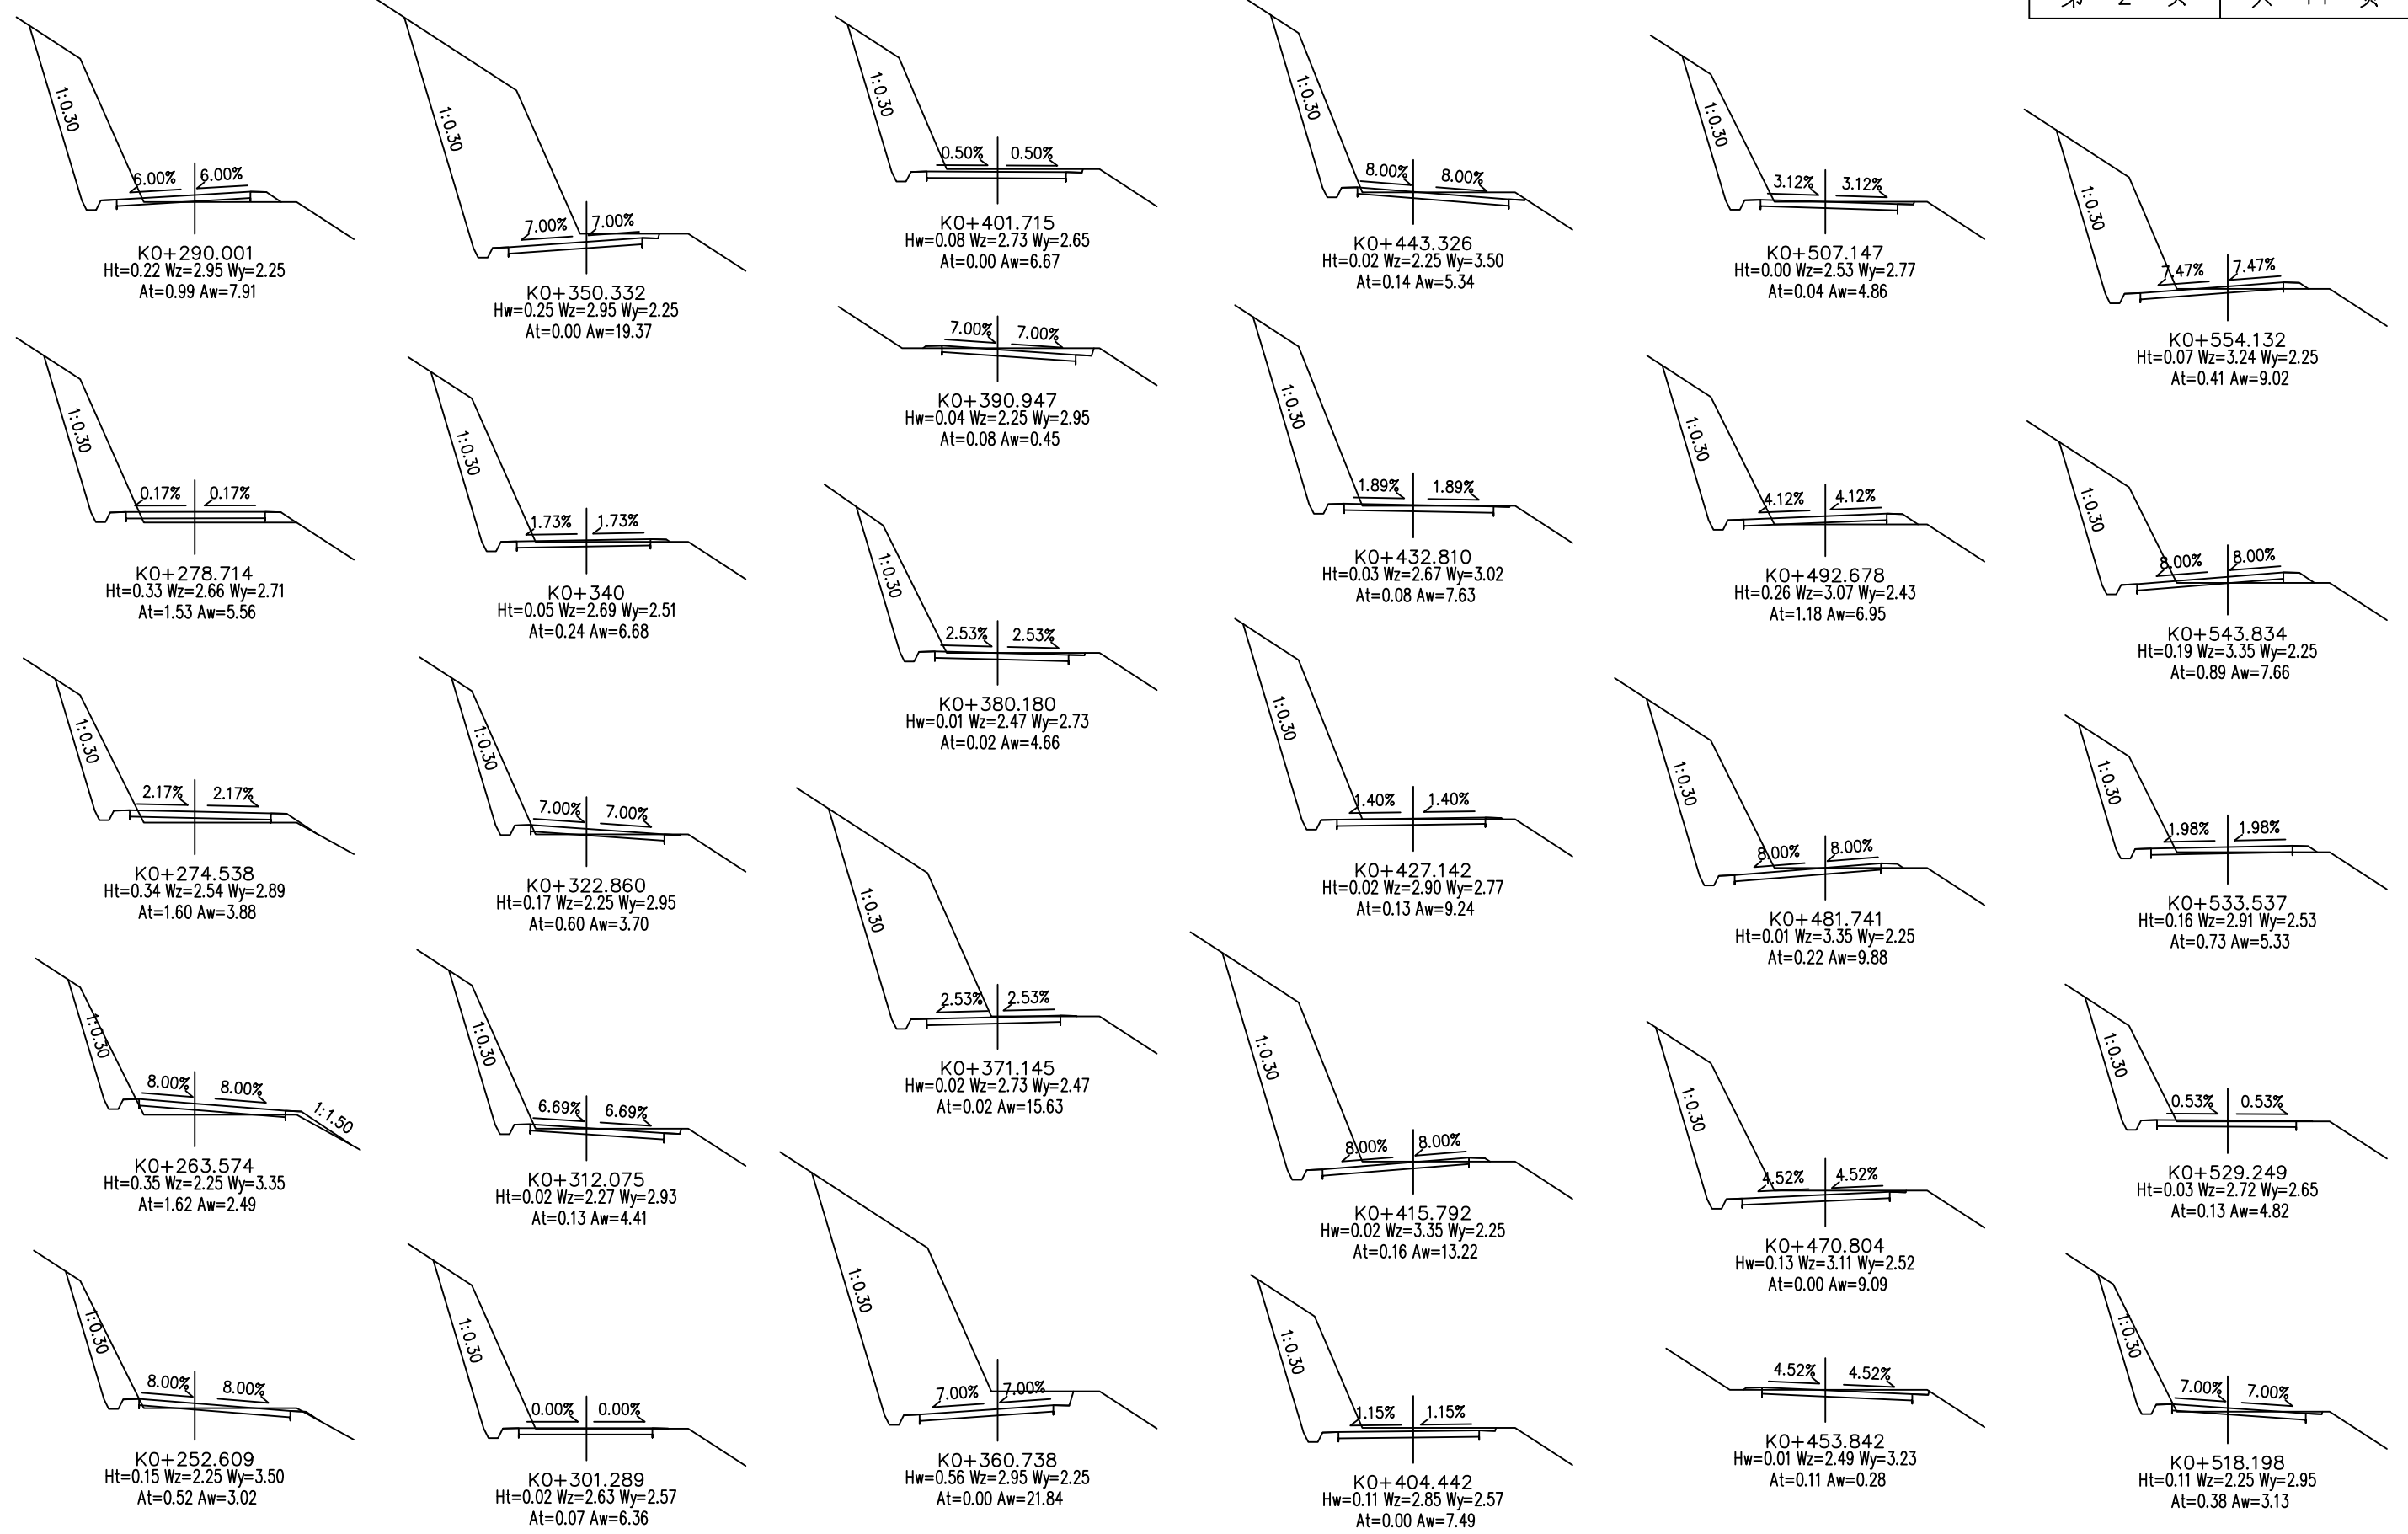 第 2 页 共 11 页
1:0.30
6.00% 6.00%
K0+290.001
Ht=0.22 Wz=2.95 Wy=2.25
At=0.99 Aw=7.91
1:0.30
0.17% 0.17%
K0+278.714
Ht=0.33 Wz=2.66 Wy=2.71
At=1.53 Aw=5.56
1:0.30
2.17% 2.17%
K0+274.538
Ht=0.34 Wz=2.54 Wy=2.89
At=1.60 Aw=3.88
1:0.30
8.00% 8.00%
1:1.50
K0+263.574
Ht=0.35 Wz=2.25 Wy=3.35
At=1.62 Aw=2.49
1:0.30
8.00% 8.00%
K0+252.609
Ht=0.15 Wz=2.25 Wy=3.50
At=0.52 Aw=3.02
1:0.30
7.00% 7.00%
K0+350.332
Hw=0.25 Wz=2.95 Wy=2.25
At=0.00 Aw=19.37
1:0.30
1.73% 1.73%
K0+340
Ht=0.05 Wz=2.69 Wy=2.51
At=0.24 Aw=6.68
1:0.30
7.00% 7.00%
K0+322.860
Ht=0.17 Wz=2.25 Wy=2.95
At=0.60 Aw=3.70
1:0.30
6.69% 6.69%
K0+312.075
Ht=0.02 Wz=2.27 Wy=2.93
At=0.13 Aw=4.41
1:0.30
0.00% 0.00%
K0+301.289
Ht=0.02 Wz=2.63 Wy=2.57
At=0.07 Aw=6.36
1:0.30
0.50% 0.50%
K0+401.715
Hw=0.08 Wz=2.73 Wy=2.65
At=0.00 Aw=6.67
7.00% 7.00%
K0+390.947
Hw=0.04 Wz=2.25 Wy=2.95
At=0.08 Aw=0.45
1:0.30
2.53% 2.53%
K0+380.180
Hw=0.01 Wz=2.47 Wy=2.73
At=0.02 Aw=4.66
1:0.30
2.53% 2.53%
K0+371.145
Hw=0.02 Wz=2.73 Wy=2.47
At=0.02 Aw=15.63
1:0.30
7.00% 7.00%
K0+360.738
Hw=0.56 Wz=2.95 Wy=2.25
At=0.00 Aw=21.84
1:0.30
8.00% 8.00%
K0+443.326
Ht=0.02 Wz=2.25 Wy=3.50
At=0.14 Aw=5.34
1:0.30
1.89% 1.89%
K0+432.810
Ht=0.03 Wz=2.67 Wy=3.02
At=0.08 Aw=7.63
1:0.30
1.40% 1.40%
K0+427.142
Ht=0.02 Wz=2.90 Wy=2.77
At=0.13 Aw=9.24
1:0.30
8.00% 8.00%
K0+415.792
Hw=0.02 Wz=3.35 Wy=2.25
At=0.16 Aw=13.22
1:0.30
1.15% 1.15%
K0+404.442
Hw=0.11 Wz=2.85 Wy=2.57
At=0.00 Aw=7.49
1:0.30
3.12% 3.12%
K0+507.147
Ht=0.00 Wz=2.53 Wy=2.77
At=0.04 Aw=4.86
1:0.30
4.12% 4.12%
K0+492.678
Ht=0.26 Wz=3.07 Wy=2.43
At=1.18 Aw=6.95
1:0.30
8.00% 8.00%
K0+481.741
Ht=0.01 Wz=3.35 Wy=2.25
At=0.22 Aw=9.88
1:0.30
4.52% 4.52%
K0+470.804
Hw=0.13 Wz=3.11 Wy=2.52
At=0.00 Aw=9.09
4.52% 4.52%
K0+453.842
Hw=0.01 Wz=2.49 Wy=3.23
At=0.11 Aw=0.28
1:0.30
7.47% 7.47%
K0+554.132
Ht=0.07 Wz=3.24 Wy=2.25
At=0.41 Aw=9.02
1:0.30
8.00% 8.00%
K0+543.834
Ht=0.19 Wz=3.35 Wy=2.25
At=0.89 Aw=7.66
1:0.30
1.98% 1.98%
K0+533.537
Ht=0.16 Wz=2.91 Wy=2.53
At=0.73 Aw=5.33
1:0.30
0.53% 0.53%
K0+529.249
Ht=0.03 Wz=2.72 Wy=2.65
At=0.13 Aw=4.82
1:0.30
7.00% 7.00%
K0+518.198
Ht=0.11 Wz=2.25 Wy=2.95
At=0.38 Aw=3.13